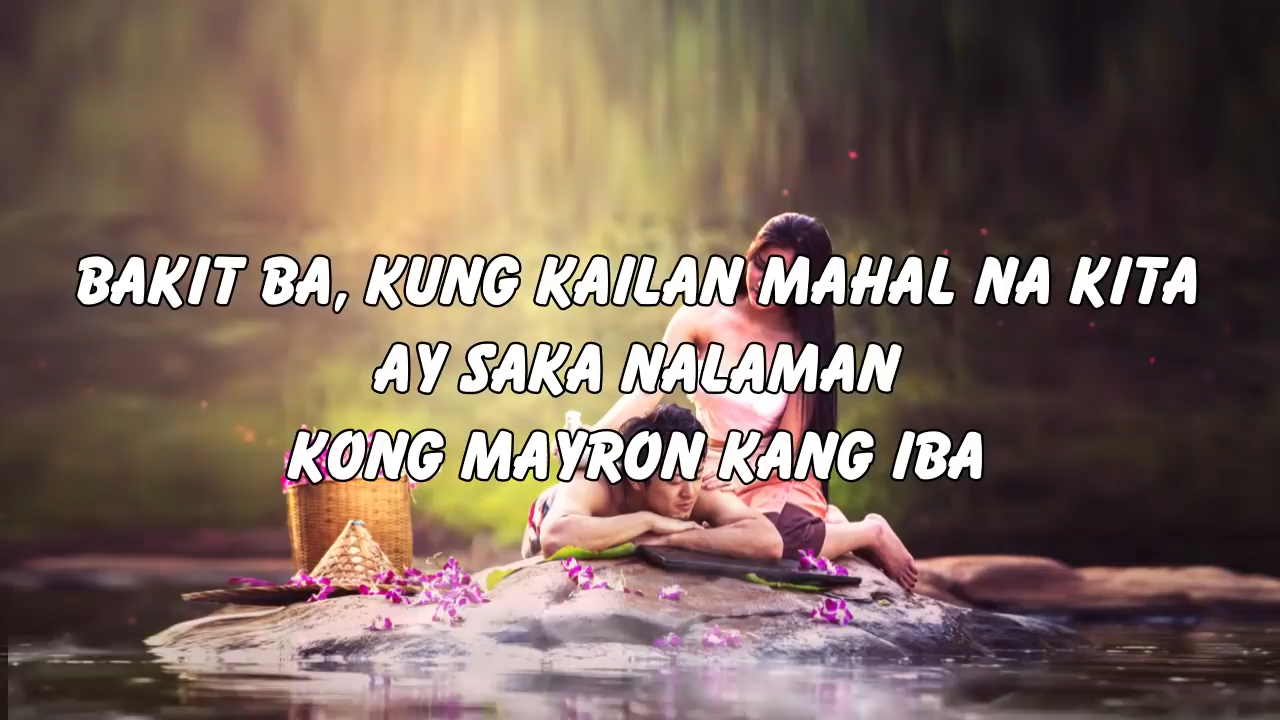 BAKIT BA, KUNG KAILAN MAHAL NA KITA
AY SAKA NALAMAN
KONG MAYRON KANG IBA